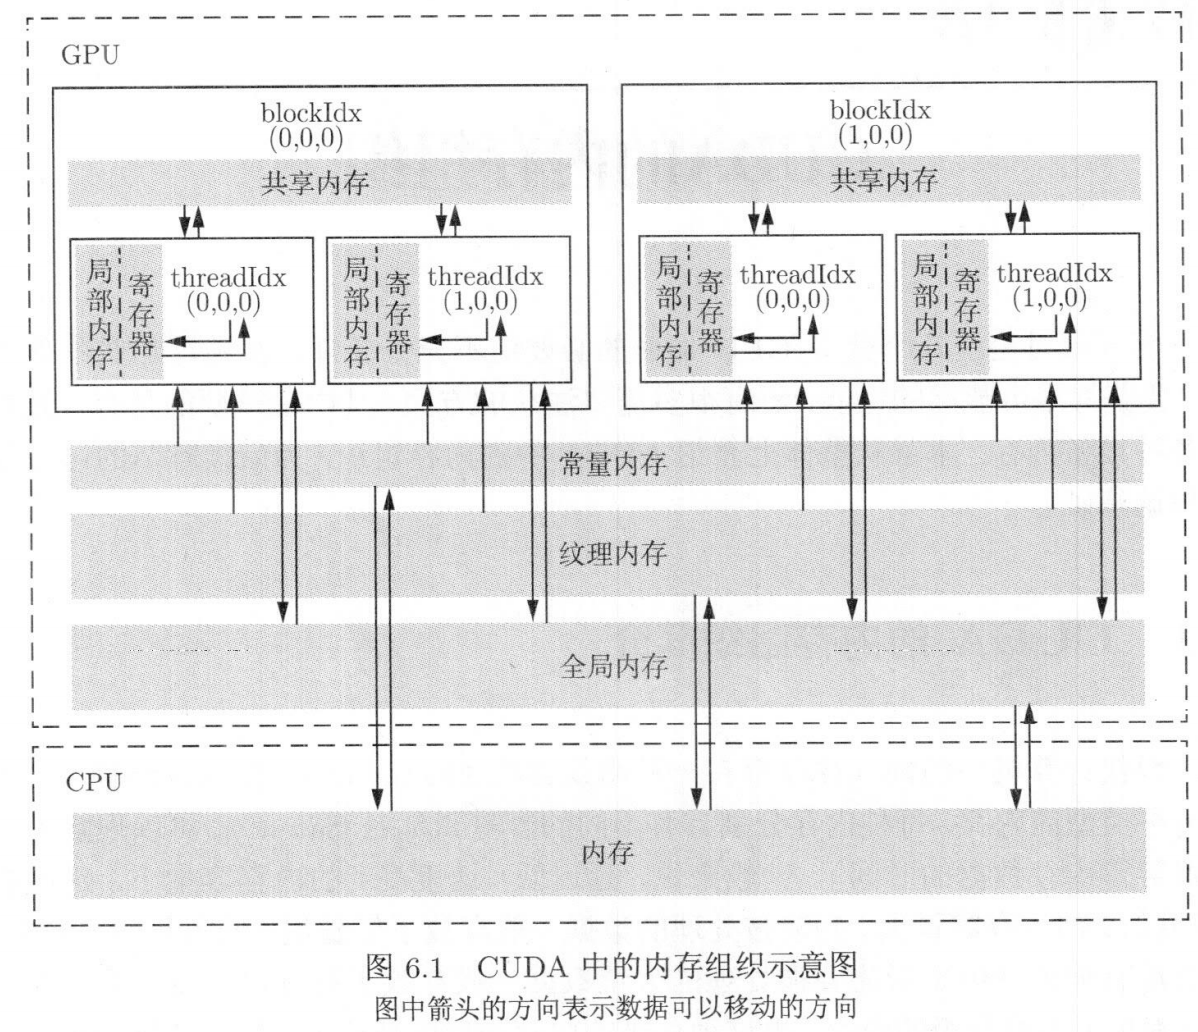 GPU
blockIdx
(0,0,0)
共享内存
局部内存
寄存器
threadIdx
(0,0,0)
局部内存
寄存器
threadIdx
(1,0,0)
blockIdx
(1,0,0)
共享内存
局部内存
寄存器
threadIdx
(0,0,0)
局部内存
寄存器
threadIdx
(1,0,0)
常量内存
纹理内存
全局内存
CPU
内存
图 6.1 CUDA 中的内存组织示意图
图中箭头的方向表示数据可以移动的方向